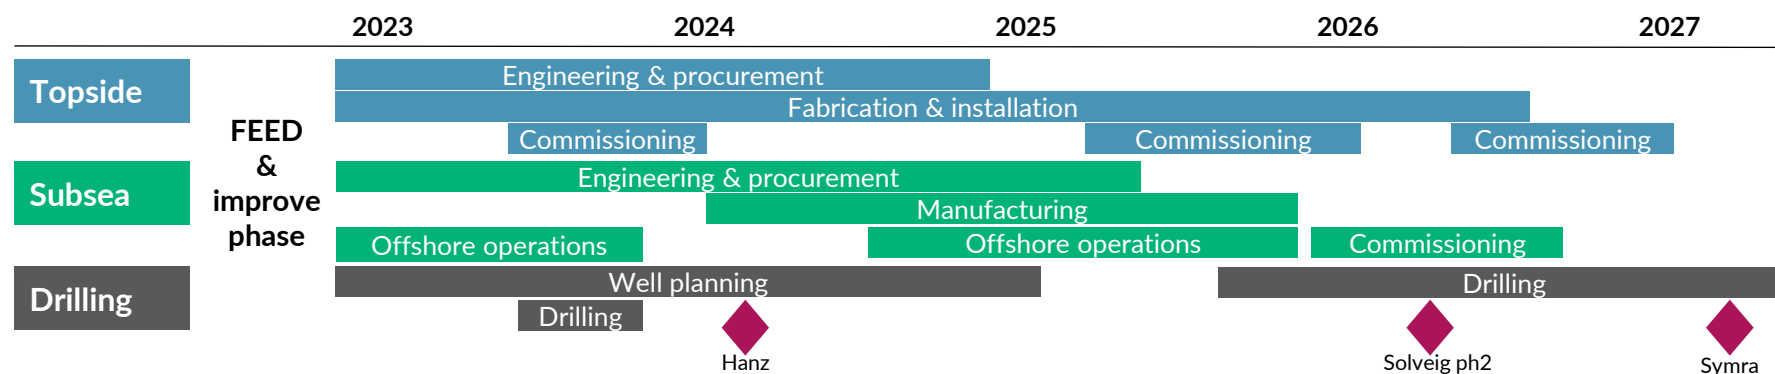 2023 2024 2025 2026 2027
Topside
FEED
&
improve
phase
Engineering & procurement
Fabrication & installation
Commissioning Commissioning Commissioning
Subsea
Engineering & procurement
Manufacturing
Offshore operations Offshore operations Commissioning
Drilling
Well planning Drilling
Drilling
Hanz Solveig ph2 Symra